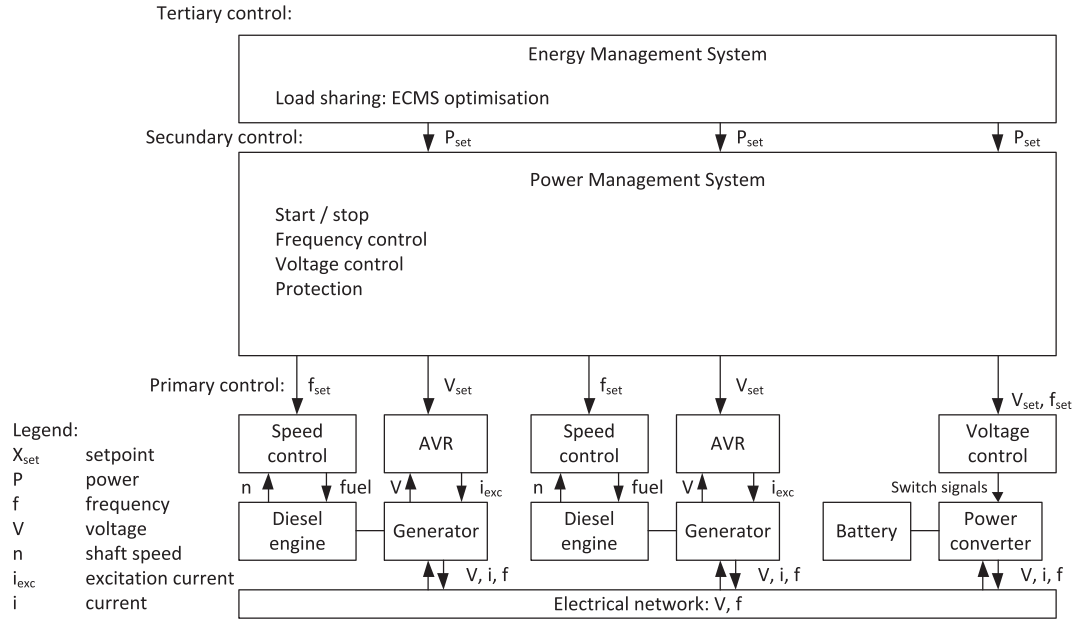 Tertiary control:
Energy Management System
Load sharing: ECMS optimisation
Secundary control:
P_set P_set P_set
Power Management System
Start / stop
Frequency control
Voltage control
Protection
Primary control:
f_set V_set f_set V_set V_set, f_set
Speed control
AVR
Speed control
AVR
Voltage control
n fuel V i_exc n fuel V i_exc Switch signals
Diesel engine
Generator
Diesel engine
Generator
Battery
Power converter
V, i, f V, i, f V, i, f
Electrical network: V, f
Legend:
X_set setpoint
P power
f frequency
V voltage
n shaft speed
i_exc excitation current
i current